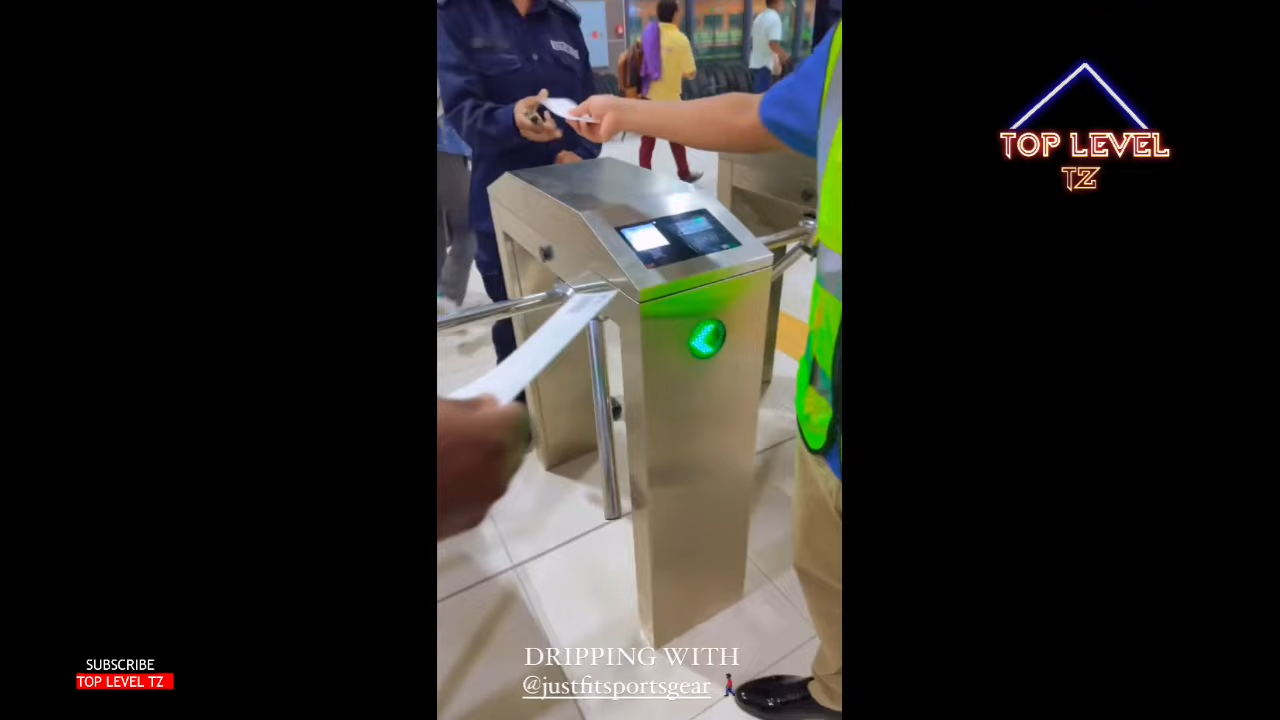 TOP LEVEL
TZ
DRIPPING WITH
@justfitsportsgear
SUBSCRIBE
TOP LEVEL TZ